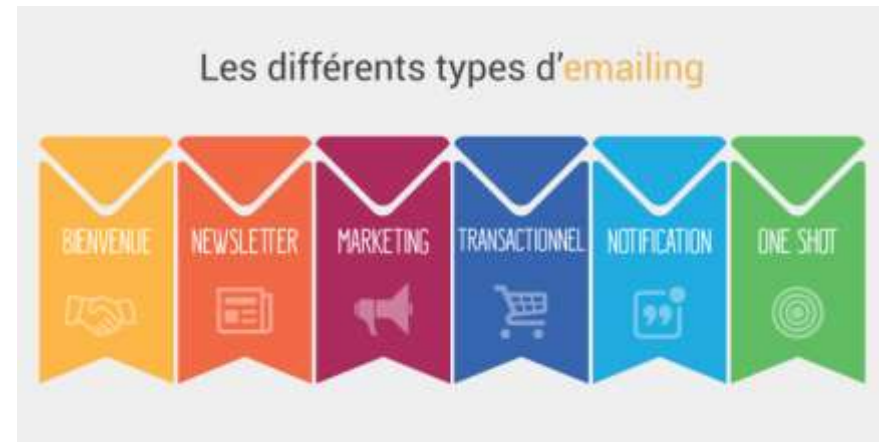 Les différents types d'emailing
BIENVENUE
NEWSLETTER
MARKETING
TRANSACTIONNEL
NOTIFICATION
ONE SHOT